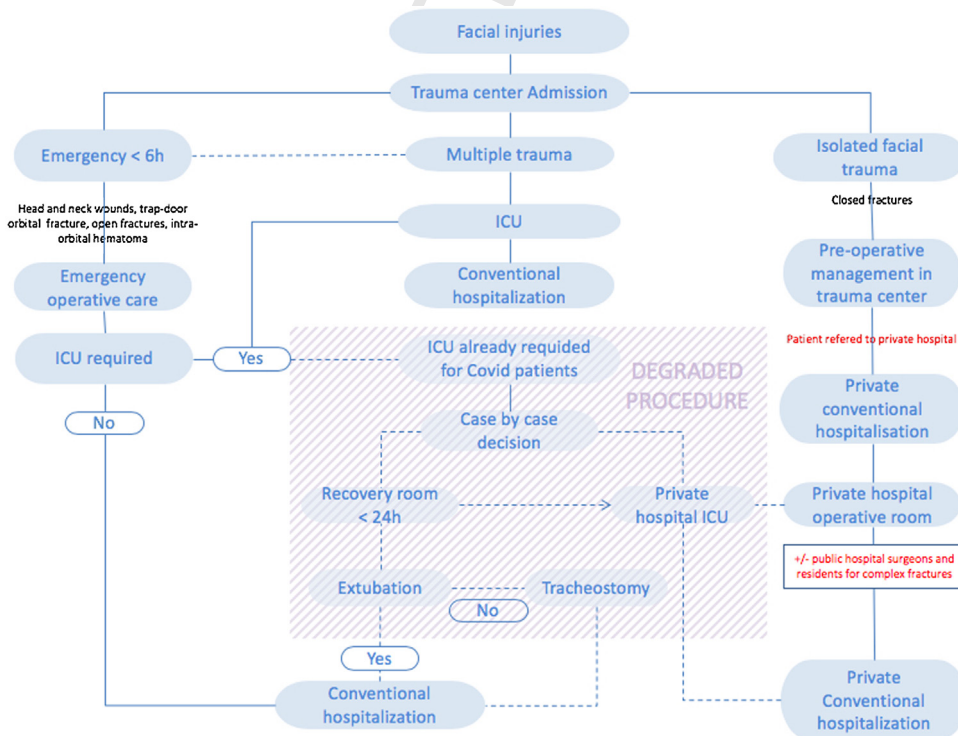 Facial injuries
Trauma center Admission
Emergency < 6h
Multiple trauma
Isolated facial
trauma
Head and neck wounds, trap-door
orbital fracture, open fractures, intra-
orbital hematoma
Closed fractures
ICU
Emergency
operative care
Conventional
hospitalization
Pre-operative
management in
trauma center
ICU required
Yes
ICU already requided
for Covid patients
DEGRADED
PROCEDURE
Patient refered to private hospital
No
Case by case
decision
Private
conventional
hospitalisation
Recovery room
< 24h
Private
hospital ICU
Private hospital
operative room
+/- public hospital surgeons and
residents for complex fractures
Extubation
No
Tracheostomy
Yes
Conventional
hospitalization
Private
Conventional
hospitalization